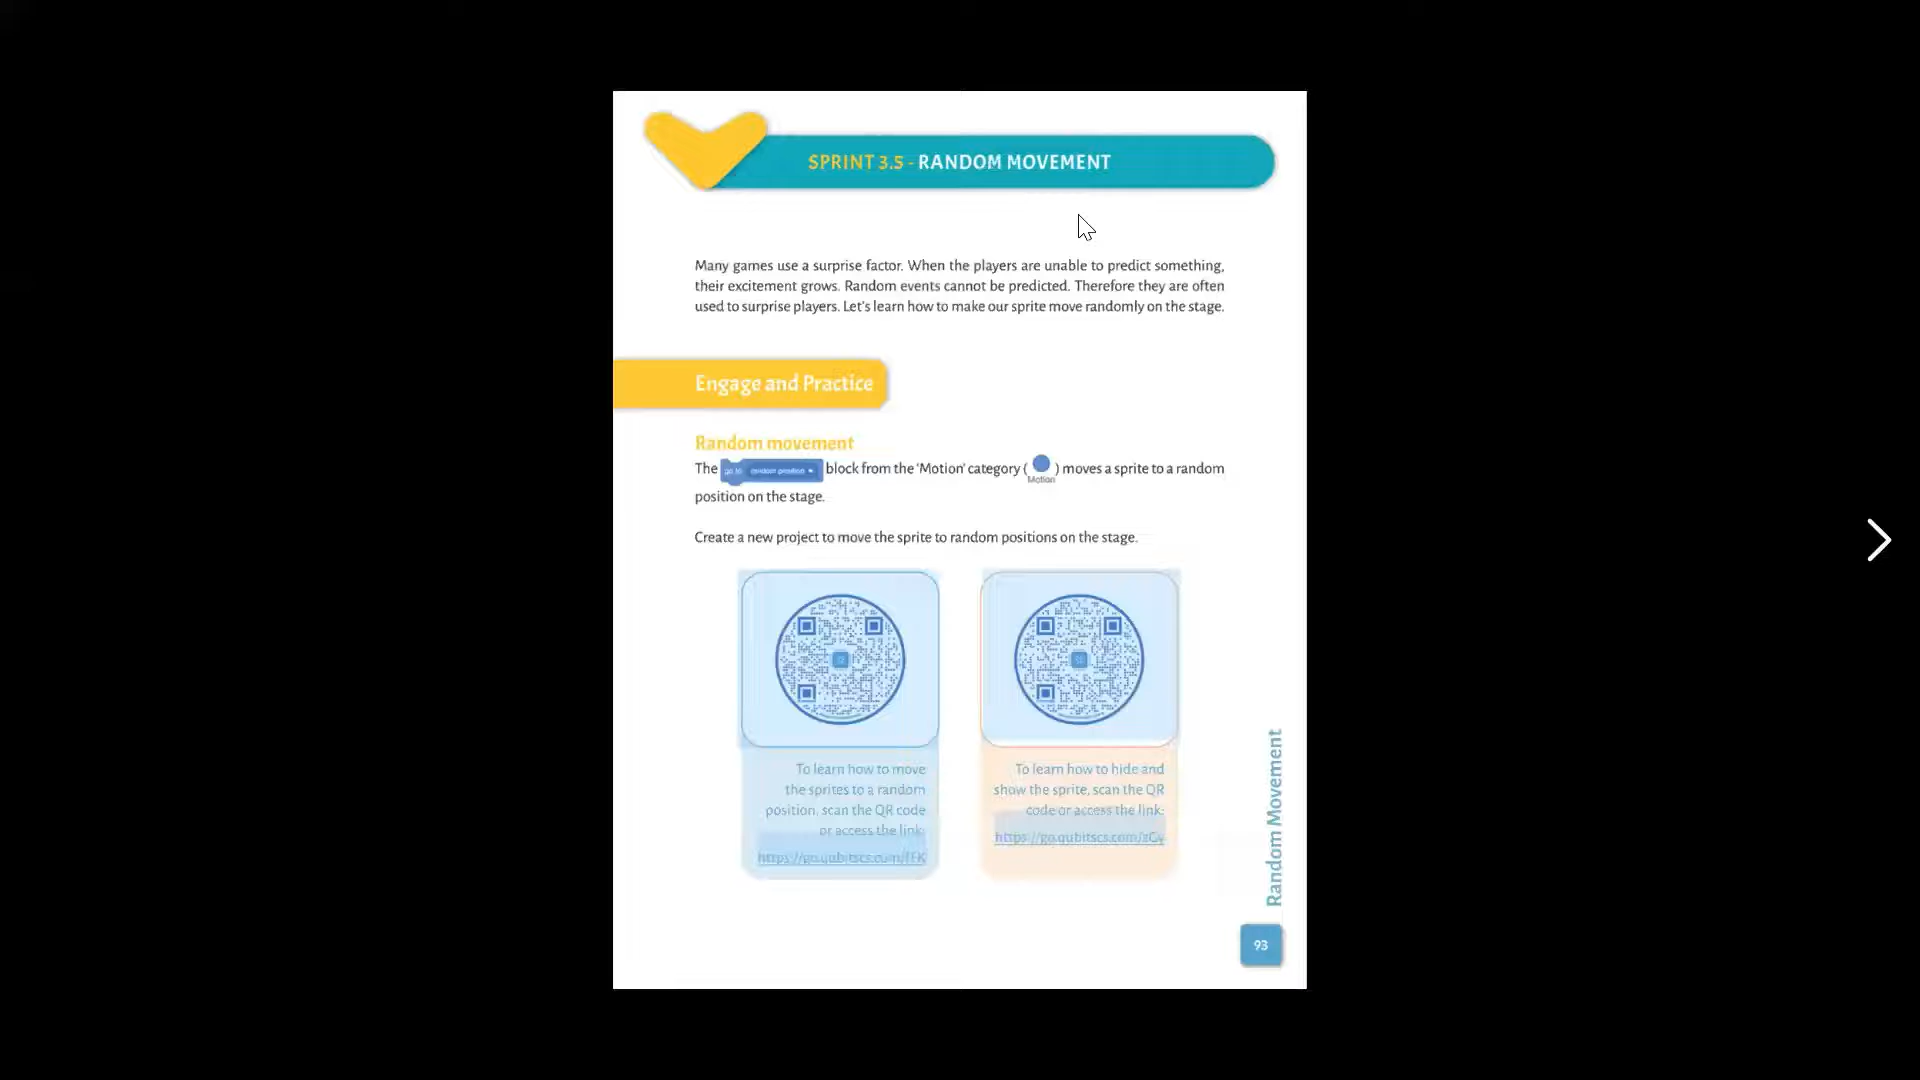 SPRINT 3.5 - RANDOM MOVEMENT
Many games use a surprise factor. When the players are unable to predict something,
their excitement grows. Random events cannot be predicted. Therefore they are often
used to surprise players. Let's learn how to make our sprite move randomly on the stage.
Engage and Practice
Random movement
The go to random position block from the 'Motion' category ( Motion ) moves a sprite to a random
position on the stage.
Create a new project to move the sprite to random positions on the stage.
To learn how to move
the sprites to a random
position, scan the QR code
or access the link:
To learn how to hide and
show the sprite, scan the QR
code or access the link:
Random Movement
93